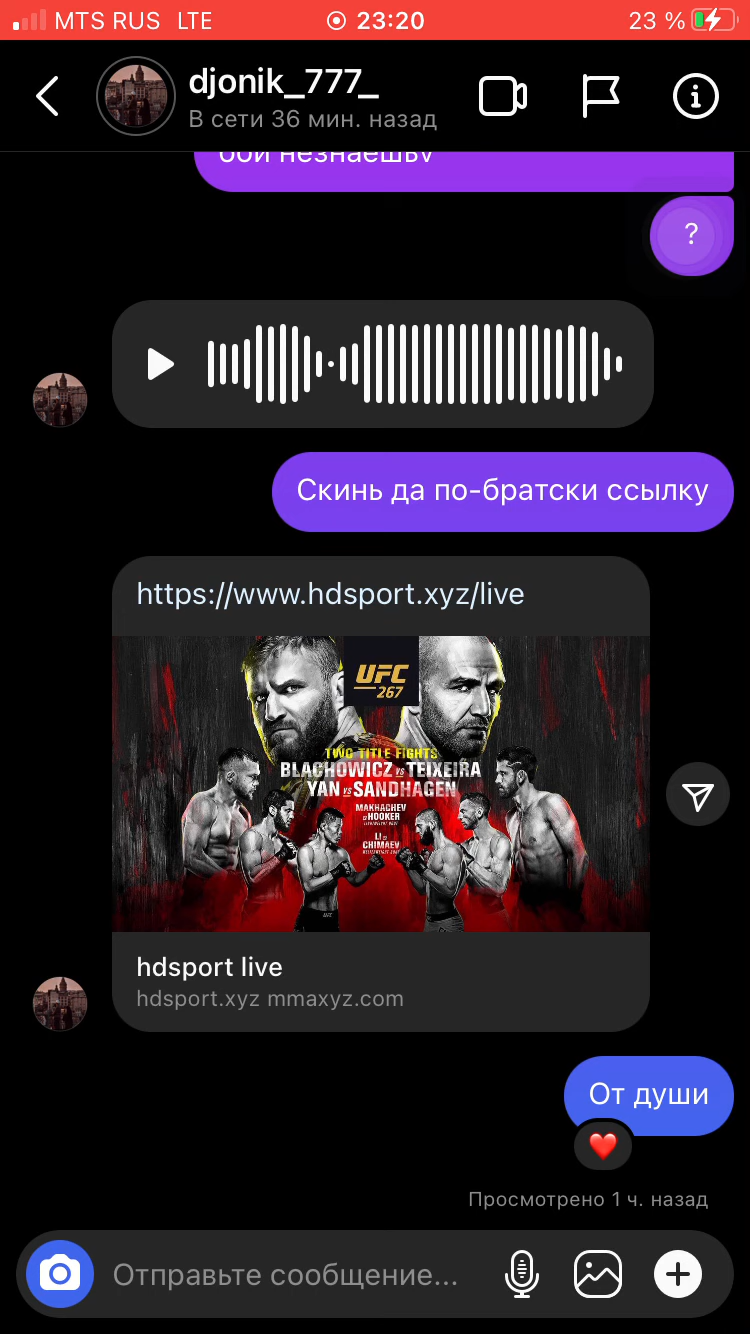 MTS RUS LTE 23:20 23 %
djonik_777_
В сети 36 мин. назад
?
Скинь да по-братски ссылку
https://www.hdsport.xyz/live
UFC
267
TWO TITLE FIGHTS
BLACHOWICZ VS TEIXEIRA
YAN VS SANDHAGEN
MAKHACHEV
VS HOOKER
LI VS
CHIMAEV
hdsport live
hdsport.xyz mmaxyz.com
От души
Просмотрено 1 ч. назад
Отправьте сообщение...